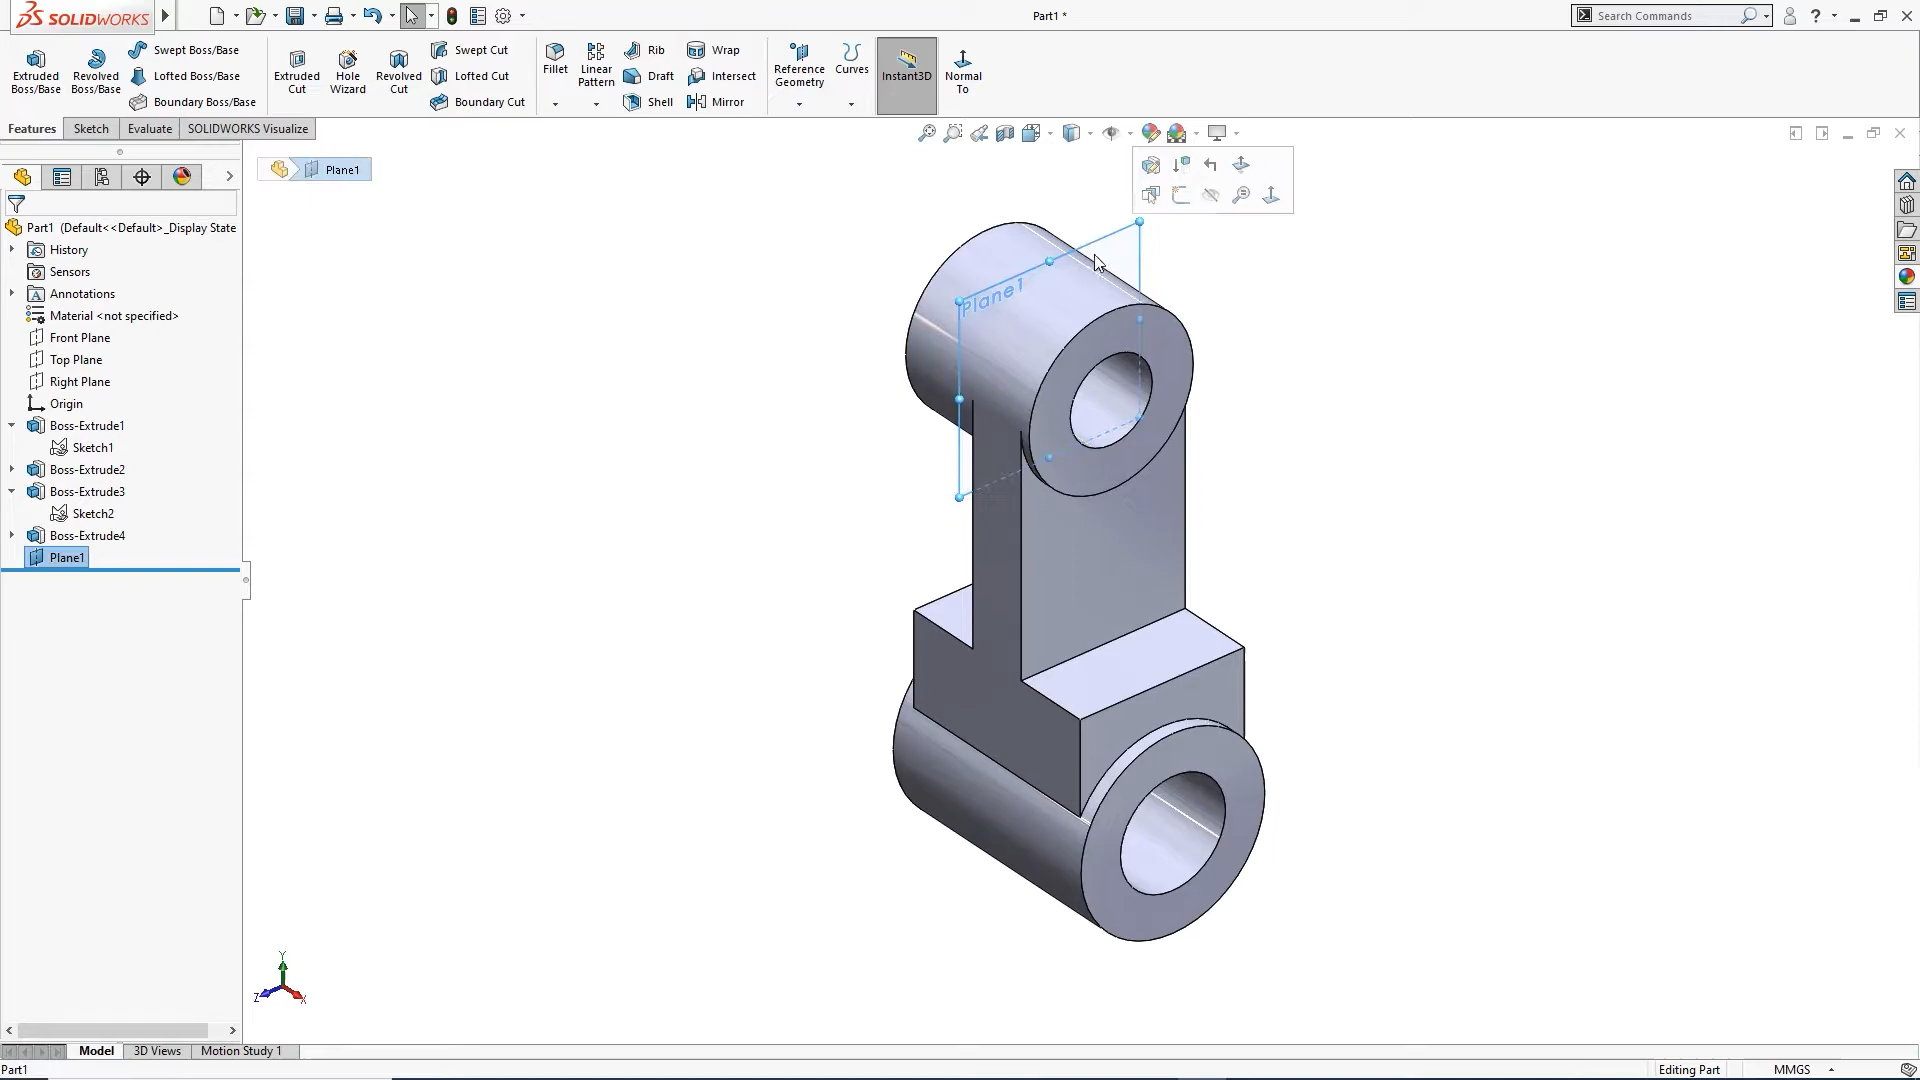 SOLIDWORKS
Part1 *
Search Commands
?
Extruded Boss/Base
Revolved Boss/Base
Swept Boss/Base
Lofted Boss/Base
Boundary Boss/Base
Extruded Cut
Hole Wizard
Revolved Cut
Swept Cut
Lofted Cut
Boundary Cut
Fillet
Linear Pattern
Rib
Draft
Shell
Wrap
Intersect
Mirror
Reference Geometry
Curves
Instant3D
Normal To
Features
Sketch
Evaluate
SOLIDWORKS Visualize
Plane1
Part1 (Default<<Default>_Display State
History
Sensors
Annotations
Material <not specified>
Front Plane
Top Plane
Right Plane
Origin
Boss-Extrude1
Sketch1
Boss-Extrude2
Boss-Extrude3
Sketch2
Boss-Extrude4
Plane1
Plane1
Y
Z
X
Model
3D Views
Motion Study 1
Part1
Editing Part
MMGS